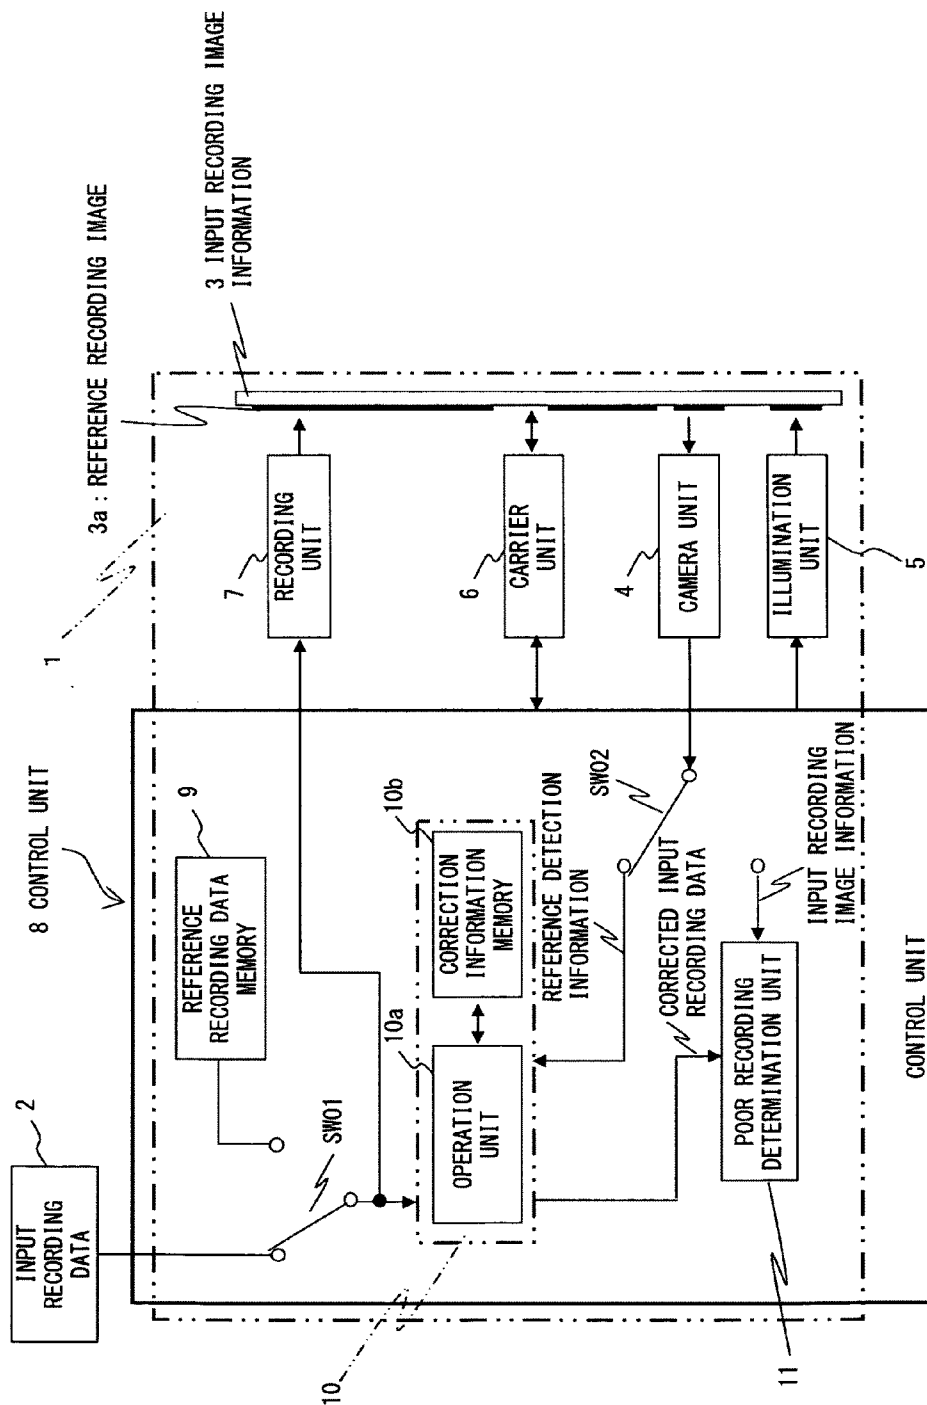 1
3a : REFERENCE RECORDING IMAGE
3 INPUT RECORDING IMAGE
INFORMATION
8 CONTROL UNIT
2
INPUT
RECORDING
DATA
SW01
9
REFERENCE
RECORDING DATA
MEMORY
7
RECORDING
UNIT
10
10a
OPERATION
UNIT
10b
CORRECTION
INFORMATION
MEMORY
6
CARRIER
UNIT
REFERENCE DETECTION
INFORMATION
SW02
4
CAMERA UNIT
CORRECTED INPUT
RECORDING DATA
11
POOR RECORDING
DETERMINATION UNIT
INPUT RECORDING
IMAGE INFORMATION
ILLUMINATION
UNIT
5
CONTROL UNIT